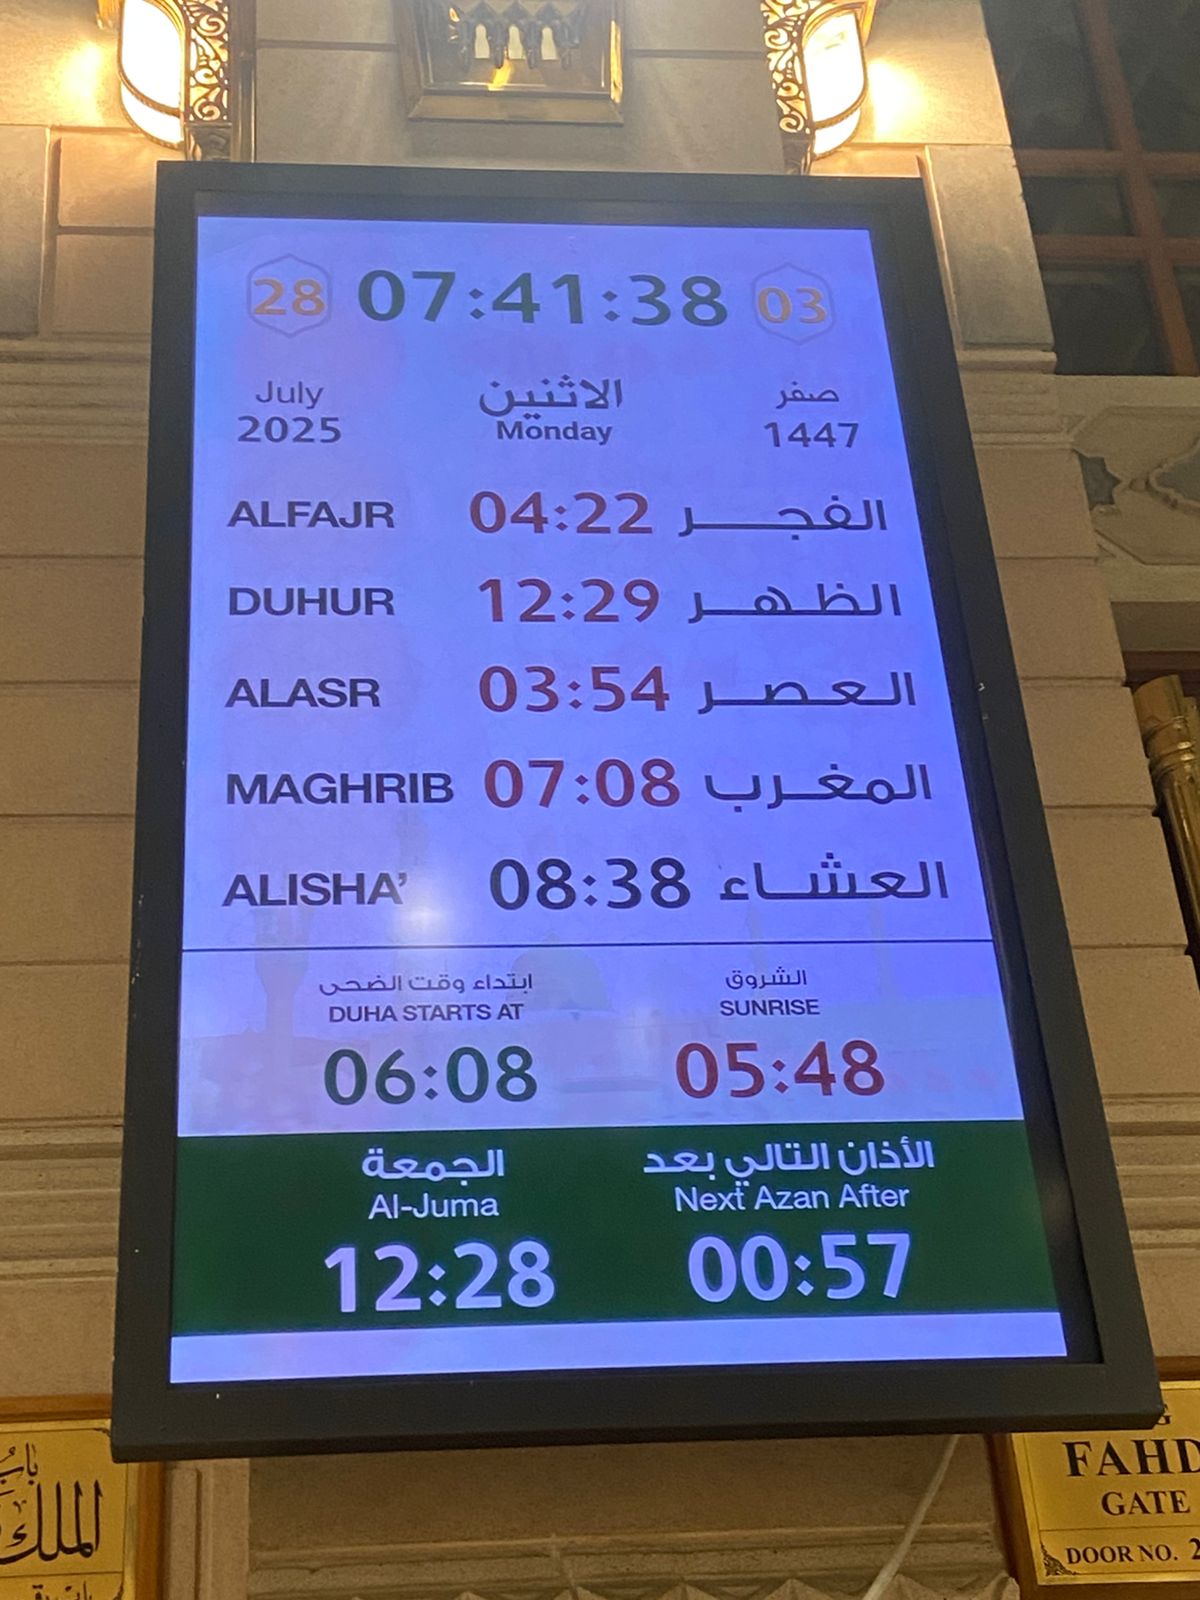 28 07:41:38 03
July الاثنين صفر
2025 Monday 1447
ALFAJR 04:22 الفجر
DUHUR 12:29 الظهر
ALASR 03:54 العصر
MAGHRIB 07:08 المغرب
ALISHA’ 08:38 العشاء
ابتداء وقت الضحى الشروق
DUHA STARTS AT SUNRISE
06:08 05:48
الجمعة الأذان التالي بعد
Al-Juma Next Azan After
12:28 00:57
باب
الملك
FAHD
GATE
DOOR NO. 2